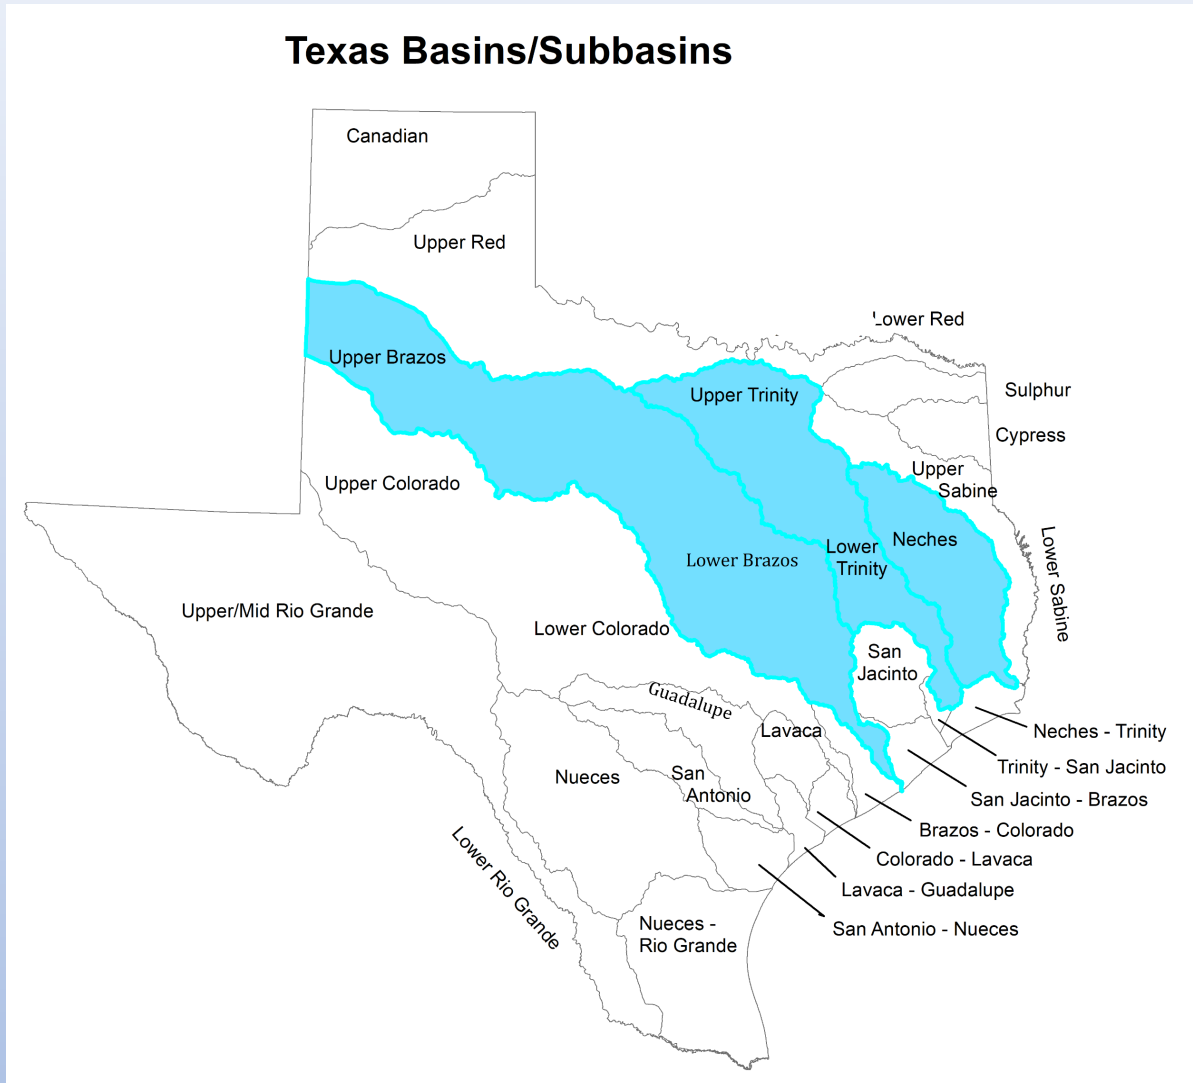 Texas Basins/Subbasins
Canadian
Upper Red
Lower Red
Upper Brazos
Upper Trinity
Sulphur
Cypress
Upper
Sabine
Upper Colorado
Neches
Lower
Trinity
Lower Brazos
Lower Sabine
Upper/Mid Rio Grande
Lower Colorado
San
Jacinto
Guadalupe
Lavaca
Neches - Trinity
Trinity - San Jacinto
Nueces
San
Antonio
San Jacinto - Brazos
Brazos - Colorado
Colorado - Lavaca
Lower Rio Grande
Lavaca - Guadalupe
Nueces -
Rio Grande
San Antonio - Nueces